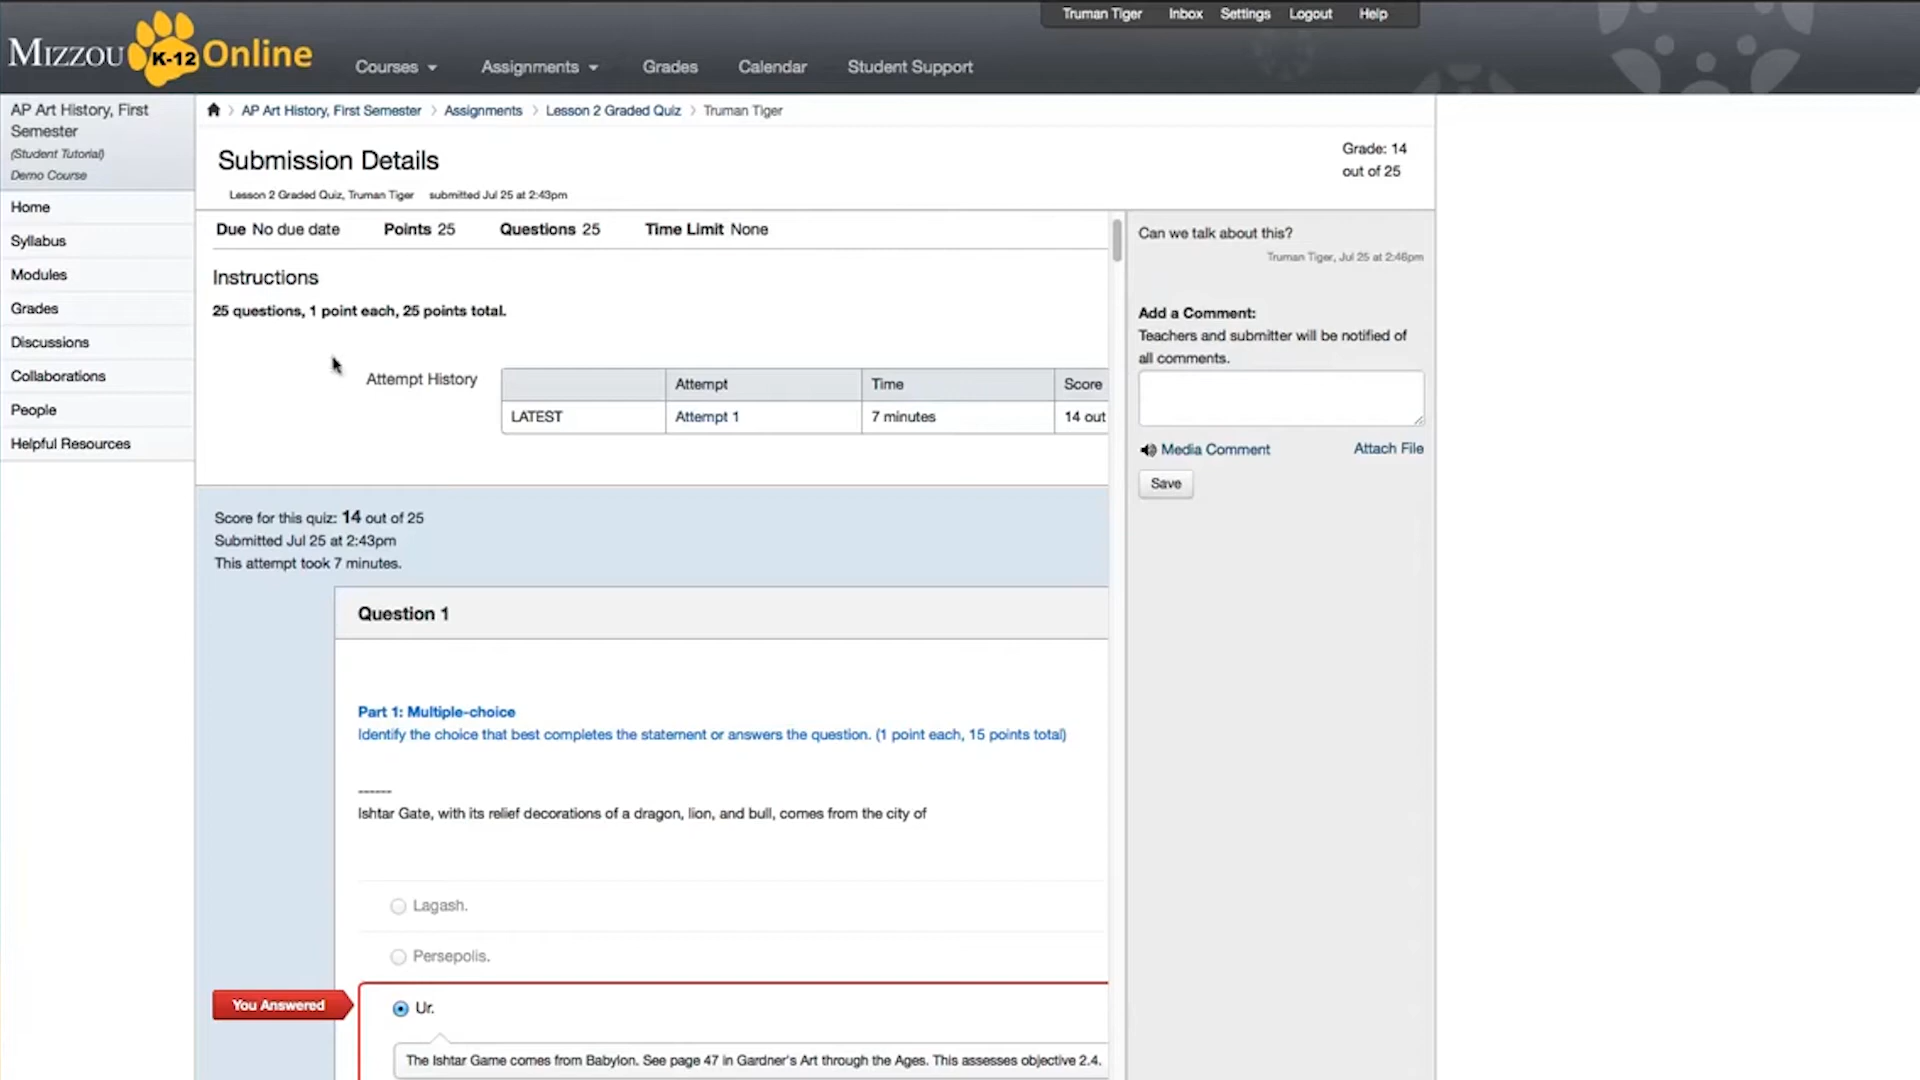 Truman Tiger Inbox Settings Logout Help
MIZZOU K-12 Online
Courses Assignments Grades Calendar Student Support
AP Art History, First
Semester
(Student Tutorial)
Demo Course
Home
Syllabus
Modules
Grades
Discussions
Collaborations
People
Helpful Resources
AP Art History, First Semester Assignments Lesson 2 Graded Quiz Truman Tiger
Submission Details
Lesson 2 Graded Quiz, Truman Tiger submitted Jul 25 at 2:43pm
Grade: 14
out of 25
Due No due date Points 25 Questions 25 Time Limit None
Instructions
25 questions, 1 point each, 25 points total.
Attempt History
Attempt Time Score
LATEST Attempt 1 7 minutes 14 out
Score for this quiz: 14 out of 25
Submitted Jul 25 at 2:43pm
This attempt took 7 minutes.
Question 1
Part 1: Multiple-choice
Identify the choice that best completes the statement or answers the question. (1 point each, 15 points total)
------
Ishtar Gate, with its relief decorations of a dragon, lion, and bull, comes from the city of
Lagash.
Persepolis.
You Answered
Ur.
The Ishtar Game comes from Babylon. See page 47 in Gardner's Art through the Ages. This assesses objective 2.4.
Can we talk about this?
Truman Tiger, Jul 25 at 2:46pm
Add a Comment:
Teachers and submitter will be notified of
all comments.
Media Comment Attach File
Save